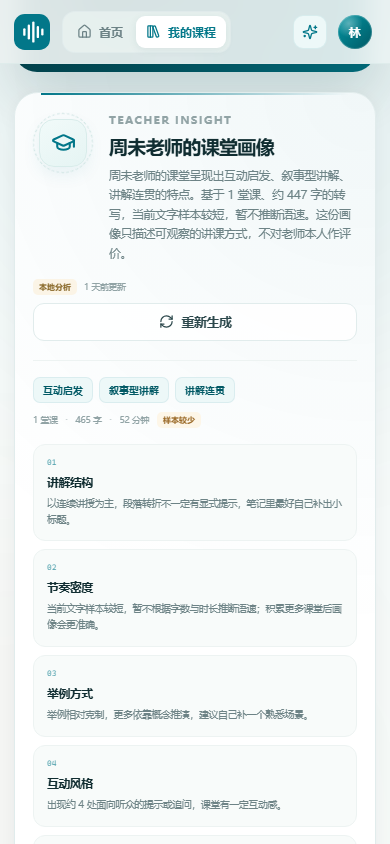 首页
我的课程
林
TEACHER INSIGHT
周未老师的课堂画像
周未老师的课堂呈现出互动启发、叙事型讲解、
讲解连贯的特点。基于 1 堂课、约 447 字的转
写，当前文字样本较短，暂不推断语速。这份画
像只描述可观察的讲课方式，不对老师本人作评
价。
本地分析 1 天前更新
重新生成
互动启发 叙事型讲解 讲解连贯
1 堂课 · 465 字 · 52 分钟 样本较少
01
讲解结构
以连续讲授为主，段落转折不一定有显式提示，笔记里最好自己补出小
标题。
02
节奏密度
当前文字样本较短，暂不根据字数与时长推断语速；积累更多课堂后画
像会更准确。
03
举例方式
举例相对克制，更多依靠概念推演，建议自己补一个熟悉场景。
04
互动风格
出现约 4 处面向听众的提示或追问，课堂有一定互动感。